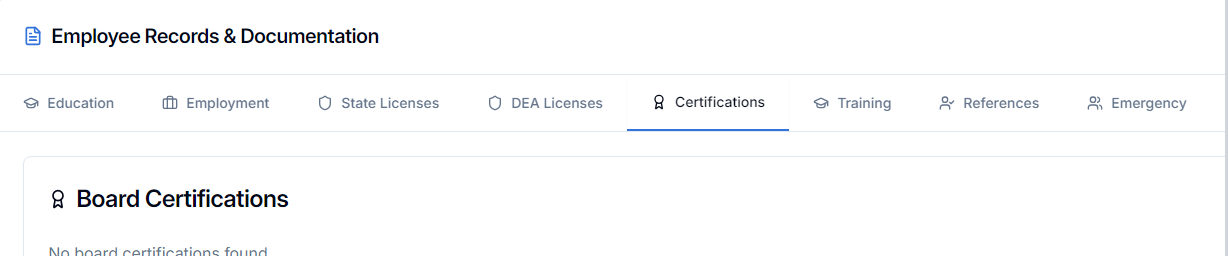 Employee Records & Documentation
Education Employment State Licenses DEA Licenses Certifications Training References Emergency
Board Certifications
No board certifications found